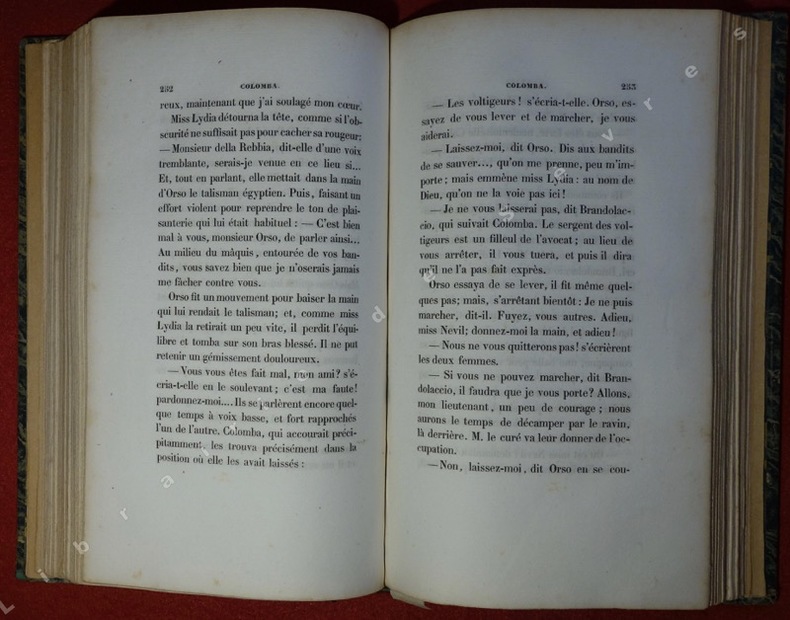 232 COLOMBA.
reux, maintenant que j'ai soulagé mon cœur.
Miss Lydia détourna la tête, comme si l'ob-
scurité ne suffisait pas pour cacher sa rougeur:
— Monsieur della Rebbia, dit-elle d'une voix
tremblante, serais-je venue en ce lieu si...
Et, tout en parlant, elle mettait dans la main
d'Orso le talisman égyptien. Puis, faisant un
effort violent pour reprendre le ton de plai-
santerie qui lui était habituel : — C'est bien
mal à vous, monsieur Orso, de parler ainsi...
Au milieu du mâquis, entourée de vos ban-
dits, vous savez bien que je n'oserais jamais
me fâcher contre vous.
Orso fit un mouvement pour baiser la main
qui lui rendait le talisman; et, comme miss
Lydia la retirait un peu vite, il perdit l'équi-
libre et tomba sur son bras blessé. Il ne put
retenir un gémissement douloureux.
— Vous vous êtes fait mal, mon ami? s'é-
cria-t-elle en le soulevant; c'est ma faute!
pardonnez-moi.... Ils se parlèrent encore quel-
que temps à voix basse, et fort rapprochés
l'un de l'autre. Colomba, qui accourait préci-
pitamment, les trouva précisément dans la
position où elle les avait laissés :
COLOMBA. 233
— Les voltigeurs! s'écria-t-elle. Orso, es-
sayez de vous lever et de marcher, je vous
aiderai.
— Laissez-moi, dit Orso. Dis aux bandits
de se sauver..., qu'on me prenne, peu m'im-
porte; mais emmène miss Lydia : au nom de
Dieu, qu'on ne la voie pas ici!
— Je ne vous laisserai pas, dit Brandolac-
cio, qui suivait Colomba. Le sergent des vol-
tigeurs est un filleul de l'avocat; au lieu de
vous arrêter, il vous tuera, et puis il dira
qu'il ne l'a pas fait exprès.
Orso essaya de se lever, il fit même quel-
ques pas; mais, s'arrêtant bientôt : Je ne puis
marcher, dit-il. Fuyez, vous autres. Adieu,
miss Nevil; donnez-moi la main, et adieu!
— Nous ne vous quitterons pas! s'écrièrent
les deux femmes.
— Si vous ne pouvez marcher, dit Bran-
dolaccio, il faudra que je vous porte? Allons,
mon lieutenant, un peu de courage; nous
aurons le temps de décamper par le ravin,
là derrière. M. le curé va leur donner de l'oc-
cupation.
— Non, laissez-moi, dit Orso en se cou-